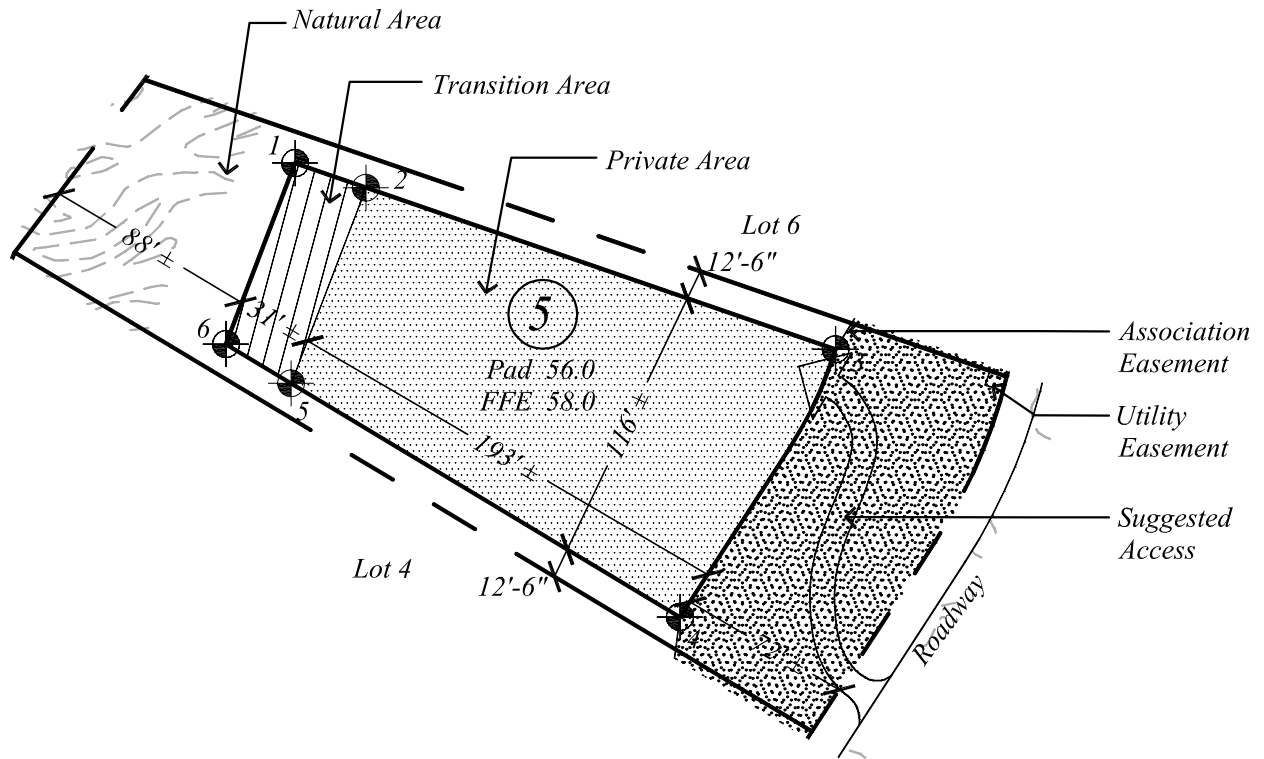 Natural Area
Transition Area
Private Area
1
2
Lot 6
12'-6"
88' ±
31' ±
6
5
5
Pad 56.0
FFE 58.0
3
116' ±
193' ±
Association
Easement
Utility
Easement
Suggested
Access
Lot 4
12'-6"
4
Roadway